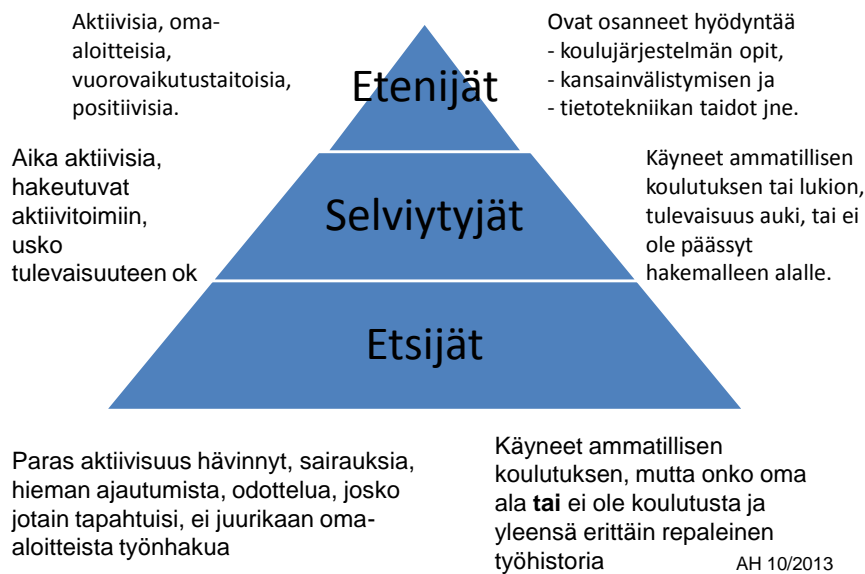 Aktiivisia, oma-
aloitteisia,
vuorovaikutustaitoisia,
positiivisia.
Etenijät
Ovat osanneet hyödyntää
- koulujärjestelmän opit,
- kansainvälistymisen ja
- tietotekniikan taidot jne.
Aika aktiivisia,
hakeutuvat
aktiivitoimiin,
usko
tulevaisuuteen ok
Selviytyjät
Käyneet ammatillisen
koulutuksen tai lukion,
tulevaisuus auki, tai ei
ole päässyt
hakemalleen alalle.
Etsijät
Paras aktiivisuus hävinnyt, sairauksia,
hieman ajautumista, odottelua, josko
jotain tapahtuisi, ei juurikaan oma-
aloitteista työnhakua
Käyneet ammatillisen
koulutuksen, mutta onko oma
ala tai ei ole koulutusta ja
yleensä erittäin repaleinen
työhistoria
AH 10/2013